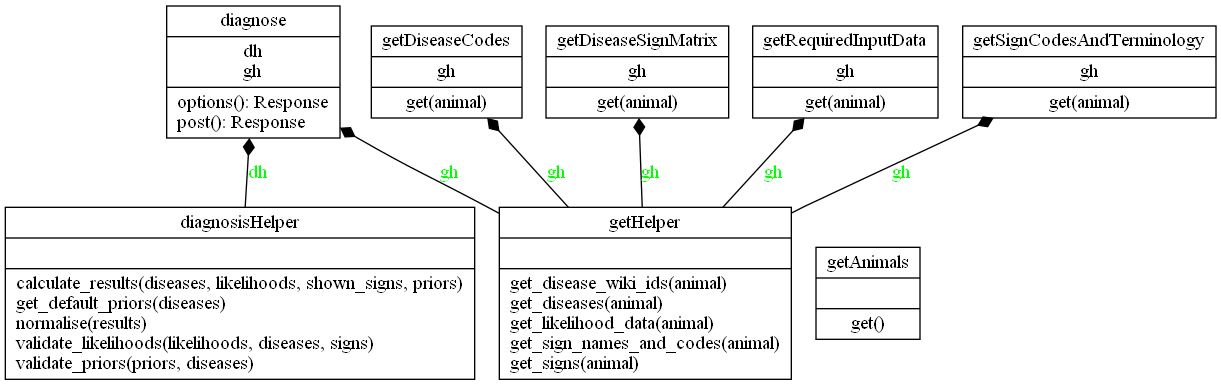 diagnose
dh
gh
options(): Response
post(): Response
getDiseaseCodes
gh
get(animal)
getDiseaseSignMatrix
gh
get(animal)
getRequiredInputData
gh
get(animal)
getSignCodesAndTerminology
gh
get(animal)
dh
gh
gh
gh
gh
gh
diagnosisHelper
calculate_results(diseases, likelihoods, shown_signs, priors)
get_default_priors(diseases)
normalise(results)
validate_likelihoods(likelihoods, diseases, signs)
validate_priors(priors, diseases)
getHelper
get_disease_wiki_ids(animal)
get_diseases(animal)
get_likelihood_data(animal)
get_sign_names_and_codes(animal)
get_signs(animal)
getAnimals
get()